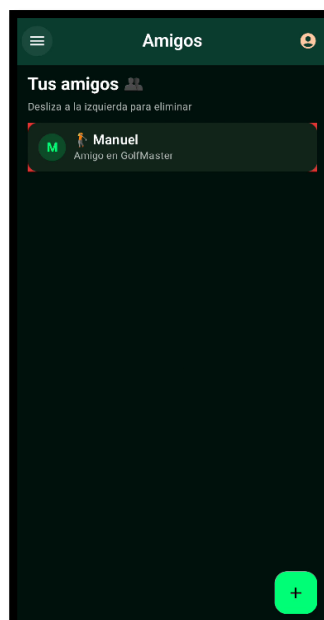 Amigos
Tus amigos 👥
Desliza a la izquierda para eliminar
M
🏌 Manuel
Amigo en GolfMaster
+